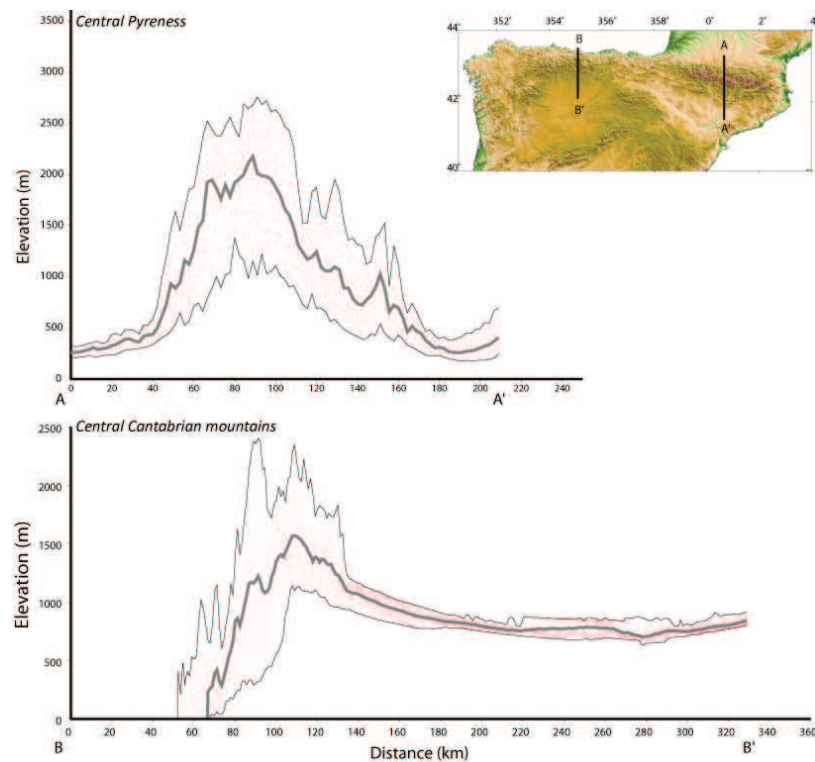 Central Pyreness
3500
3000
2500
2000
1500
1000
500
0
Elevation (m)
0 20 40 60 80 100 120 140 160 180 200 220 240
A A'
352˚ 354˚ 356˚ 358˚ 0˚ 2˚ 4
44˚
42˚
40˚
B
B'
A
A'
Central Cantabrian mountains
2500
2000
1500
1000
500
0
Elevation (m)
0 20 40 60 80 100 120 140 160 180 200 220 240 260 280 300 320 340 360
B Distance (km) B'